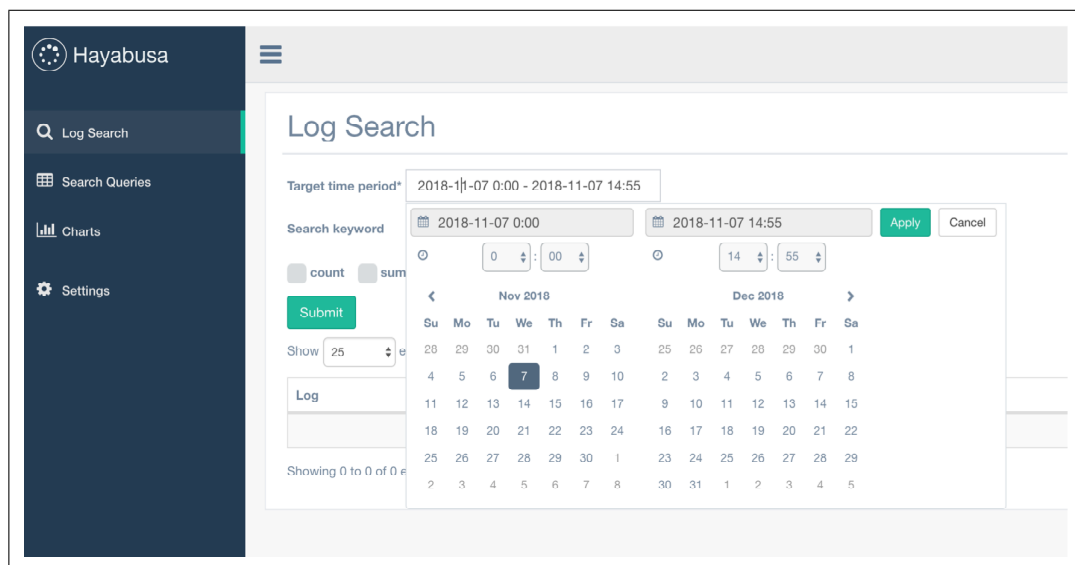 Hayabusa
Log Search
Search Queries
Charts
Settings
Log Search
Target time period* 2018-11-07 0:00 - 2018-11-07 14:55
2018-11-07 0:00 2018-11-07 14:55 Apply Cancel
Search keyword
0 : 00 14 : 55
count sum
Submit
Nov 2018 Dec 2018
Su Mo Tu We Th Fr Sa Su Mo Tu We Th Fr Sa
Show 25 e
28 29 30 31 1 2 3 25 26 27 28 29 30 1
4 5 6 7 8 9 10 2 3 4 5 6 7 8
Log
11 12 13 14 15 16 17 9 10 11 12 13 14 15
18 19 20 21 22 23 24 16 17 18 19 20 21 22
25 26 27 28 29 30 1 23 24 25 26 27 28 29
Showing 0 to 0 of 0 e
2 3 4 5 6 7 8 30 31 1 2 3 4 5